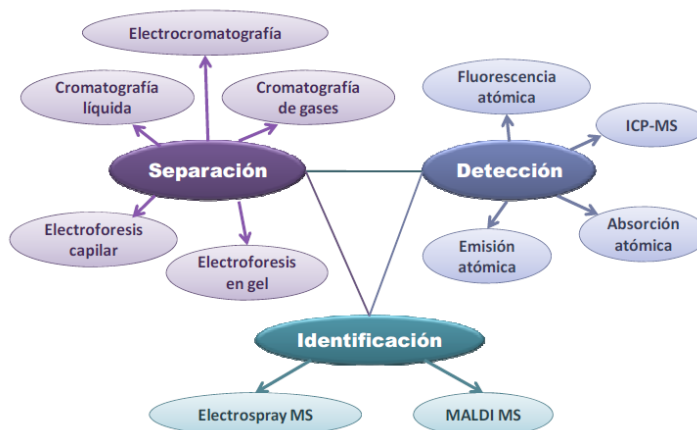 Electrocromatografía
Cromatografía
líquida
Cromatografía
de gases
Separación
Electroforesis
capilar
Electroforesis
en gel
Fluorescencia
atómica
ICP-MS
Detección
Emisión
atómica
Absorción
atómica
Identificación
Electrospray MS
MALDI MS